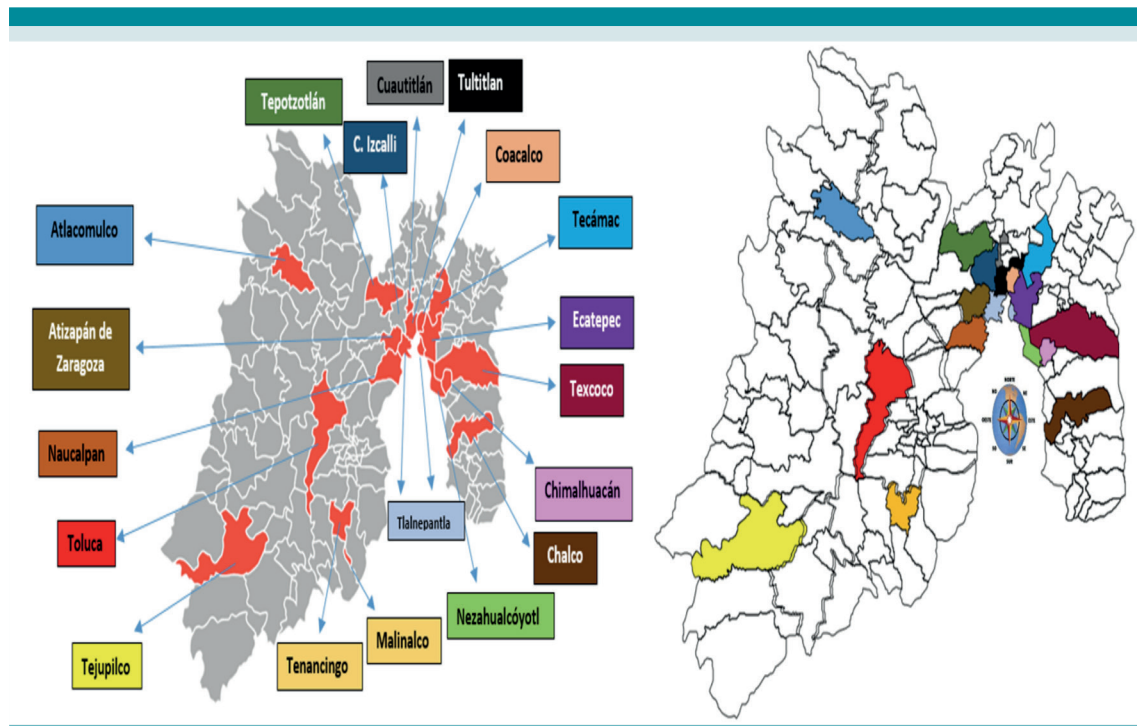 Cuautitlán
Tultitlan
Tepotzotlán
C. Izcalli
Coacalco
Atlacomulco
Tecámac
Atizapán de
Zaragoza
Ecatepec
Texcoco
Naucalpan
Chimalhuacán
Tlalnepantla
Toluca
Chalco
Nezahualcóyotl
Malinalco
Tejupilco
Tenancingo